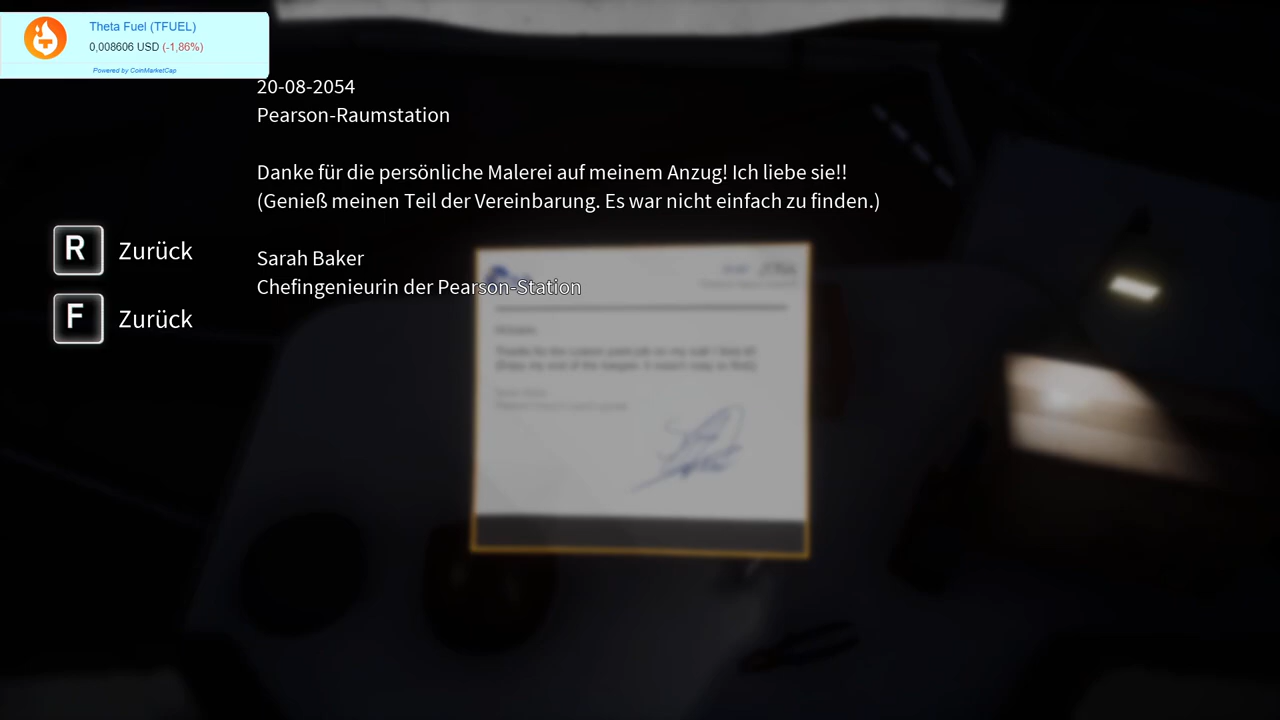 Theta Fuel (TFUEL)
0,008606 USD (-1,86%)
Powered by CoinMarketCap
20-08-2054
Pearson-Raumstation
Danke für die persönliche Malerei auf meinem Anzug! Ich liebe sie!!
(Genieß meinen Teil der Vereinbarung. Es war nicht einfach zu finden.)
Sarah Baker
Chefingenieurin der Pearson-Station
R Zurück
F Zurück